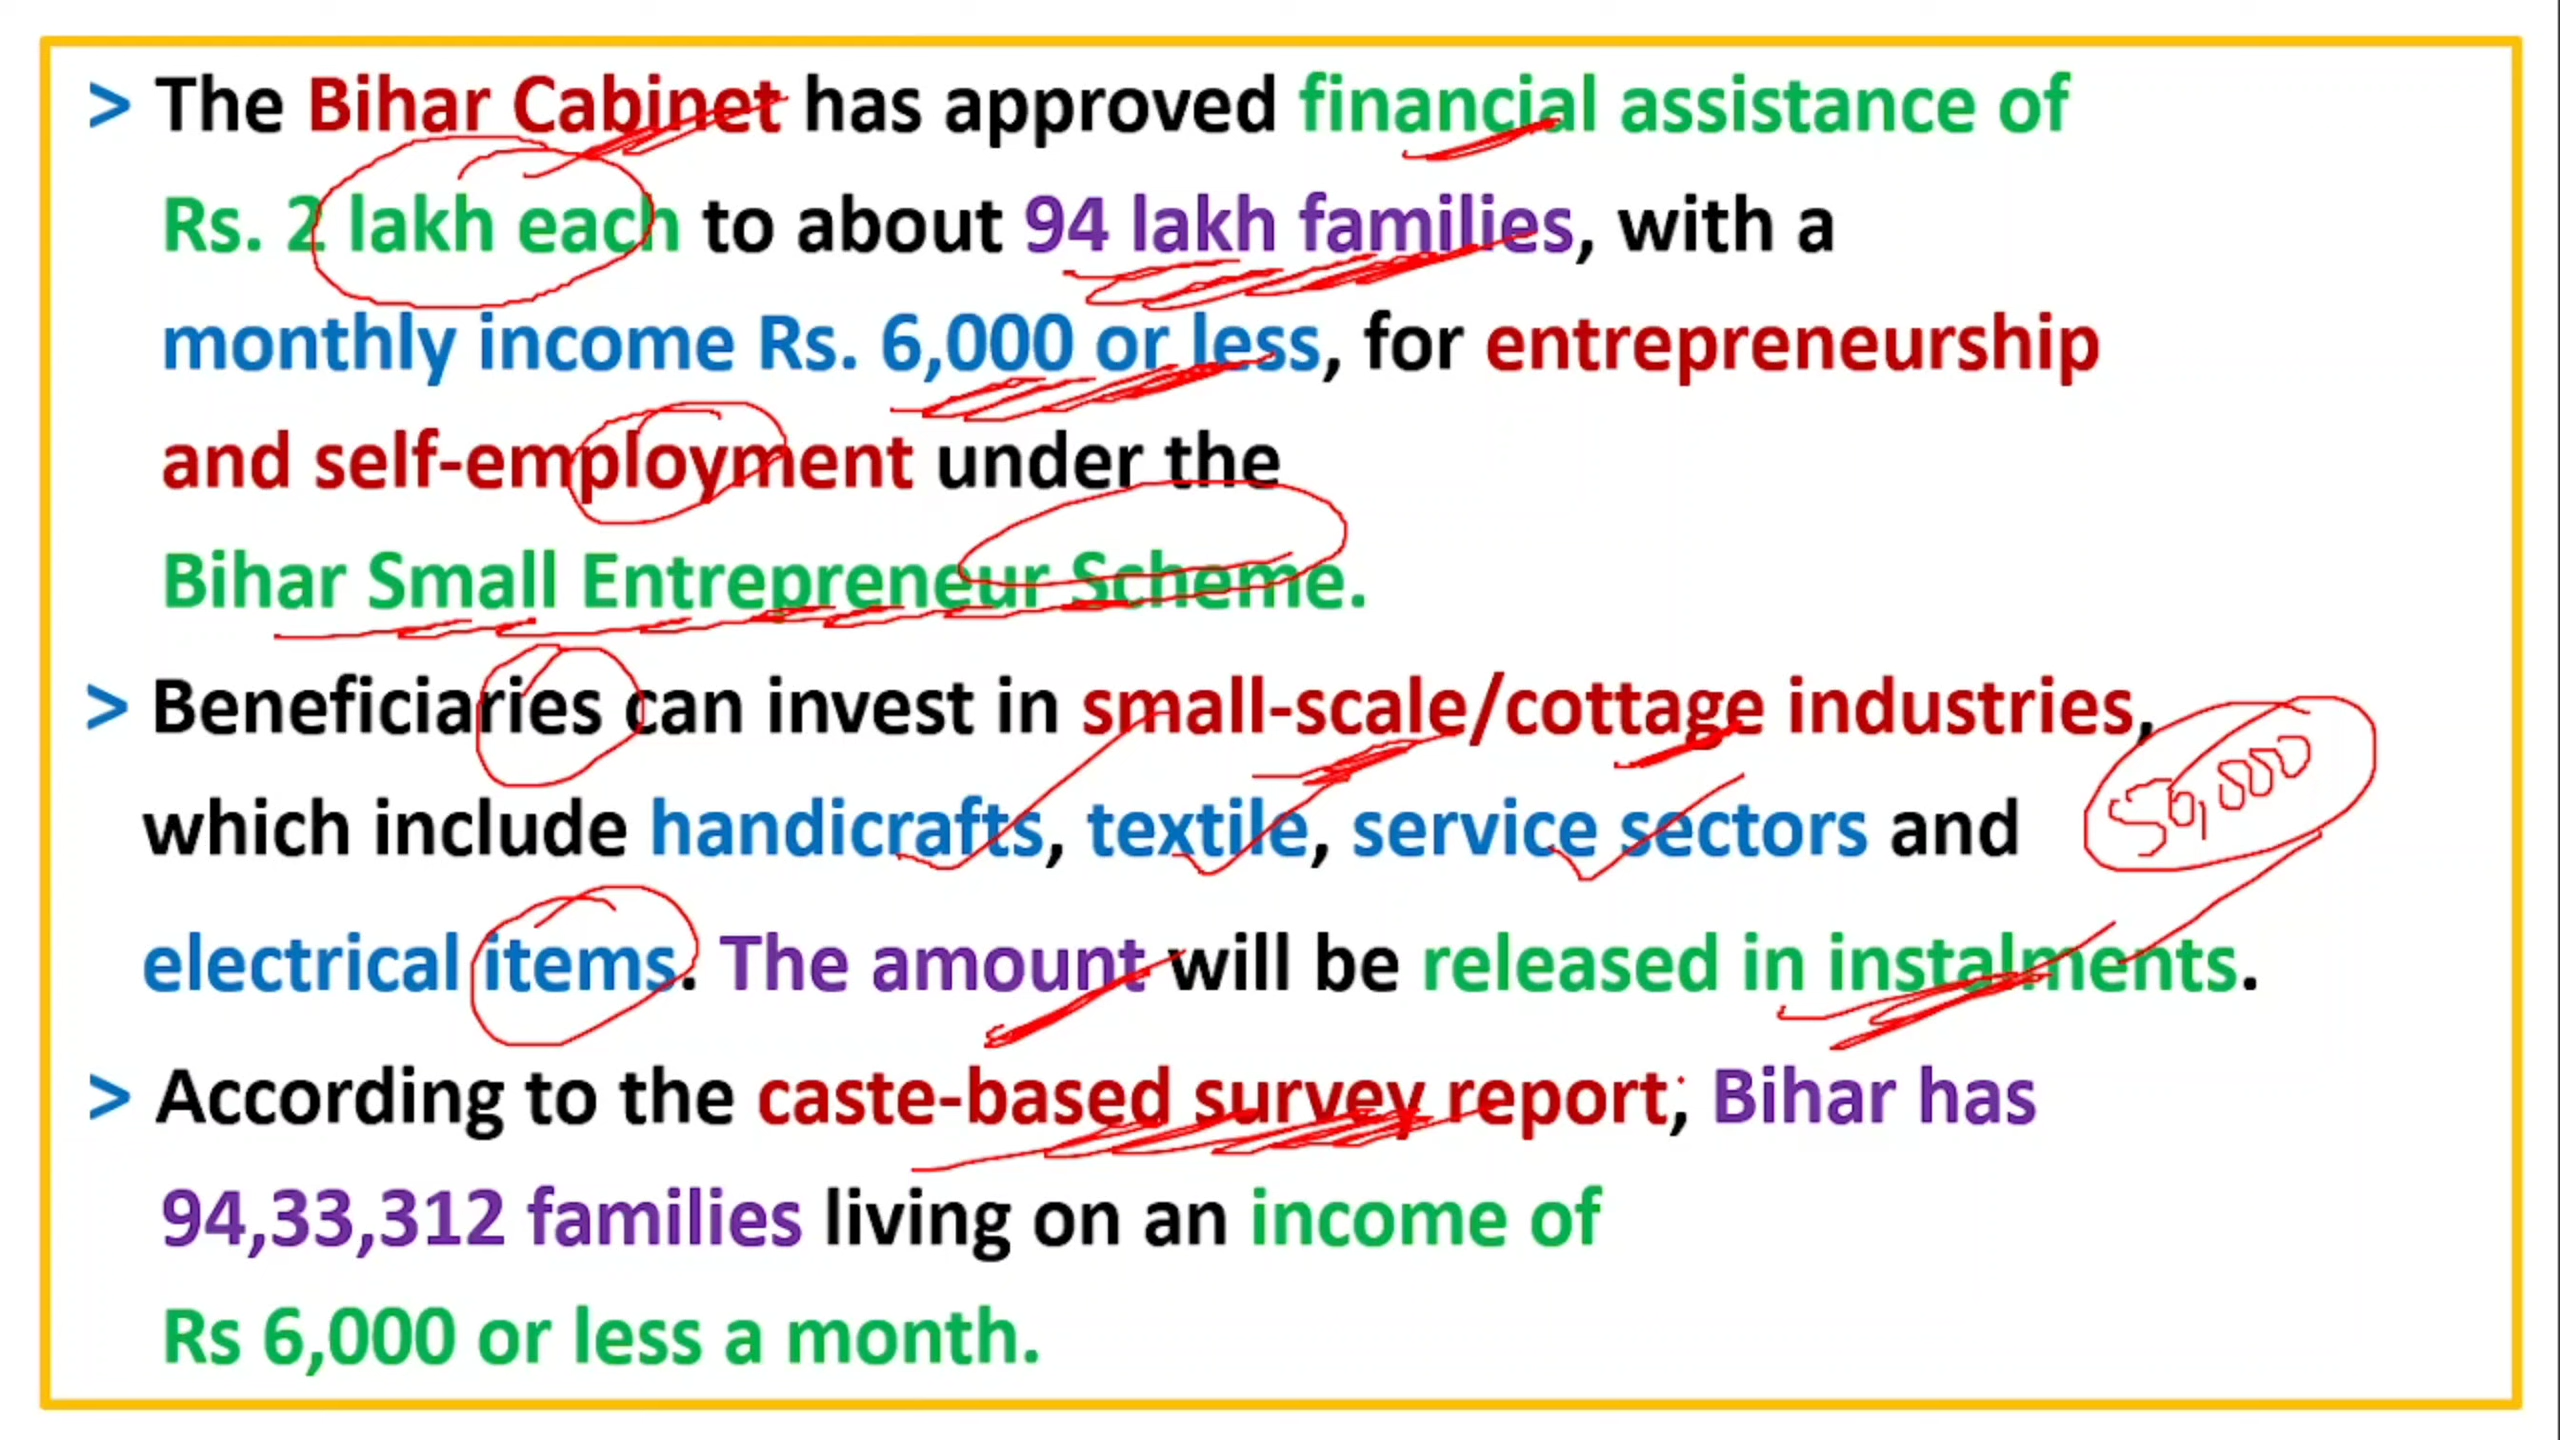 > The Bihar Cabinet has approved financial assistance of
Rs. 2 lakh each to about 94 lakh families, with a
monthly income Rs. 6,000 or less, for entrepreneurship
and self-employment under the
Bihar Small Entrepreneur Scheme.
> Beneficiaries can invest in small-scale/cottage industries,
which include handicrafts, textile, service sectors and
50,000
electrical items. The amount will be released in instalments.
> According to the caste-based survey report; Bihar has
94,33,312 families living on an income of
Rs 6,000 or less a month.